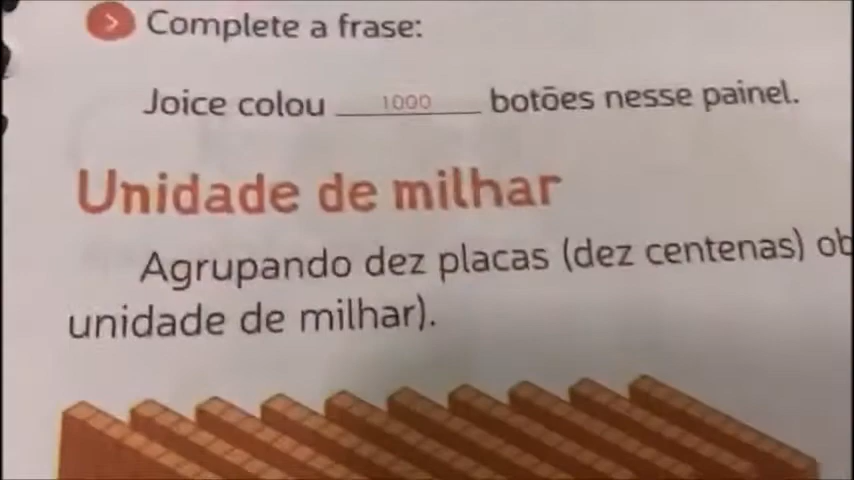 Complete a frase:
Joice colou 1000 botões nesse painel.
Unidade de milhar
Agrupando dez placas (dez centenas)
unidade de milhar).